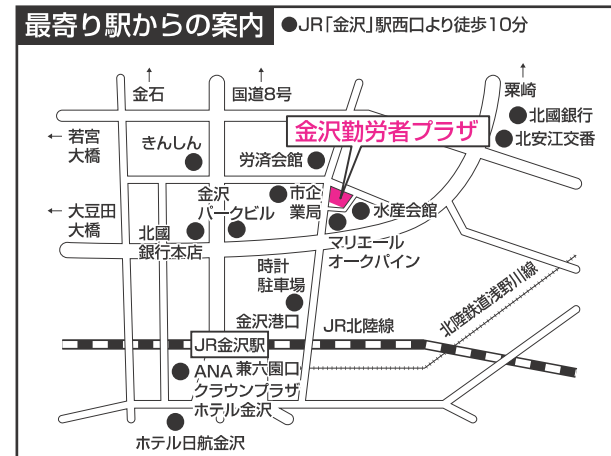 最寄り駅からの案内
●JR「金沢」駅西口より徒歩10分
↑
金石
↑
国道8号
↑
粟崎
北國銀行
北安江交番
← 若宮
大橋
きんしん
労済会館
金沢勤労者プラザ
← 大豆田
大橋
金沢
パークビル
市企
業局
水産会館
北國
銀行本店
マリエール
オークパイン
時計
駐車場
金沢港口
JR北陸線
北陸鉄道浅野川線
JR金沢駅
兼六園口
ANA
クラウンプラザ
ホテル金沢
ホテル日航金沢